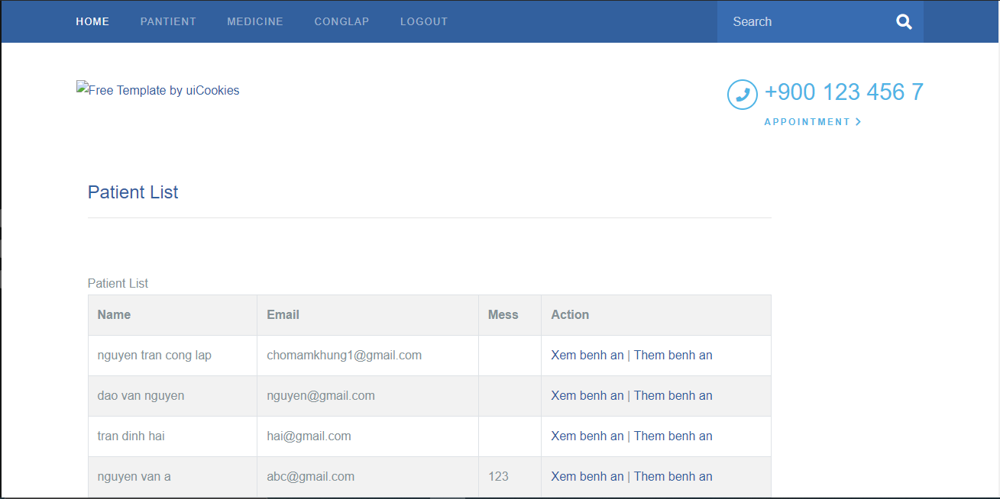 HOME PANTIENT MEDICINE CONGLAP LOGOUT Search
Free Template by uiCookies
+900 123 456 7
APPOINTMENT
Patient List
Patient List
Name Email Mess Action
nguyen tran cong lap chomamkhung1@gmail.com Xem benh an | Them benh an
dao van nguyen nguyen@gmail.com Xem benh an | Them benh an
tran dinh hai hai@gmail.com Xem benh an | Them benh an
nguyen van a abc@gmail.com 123 Xem benh an | Them benh an